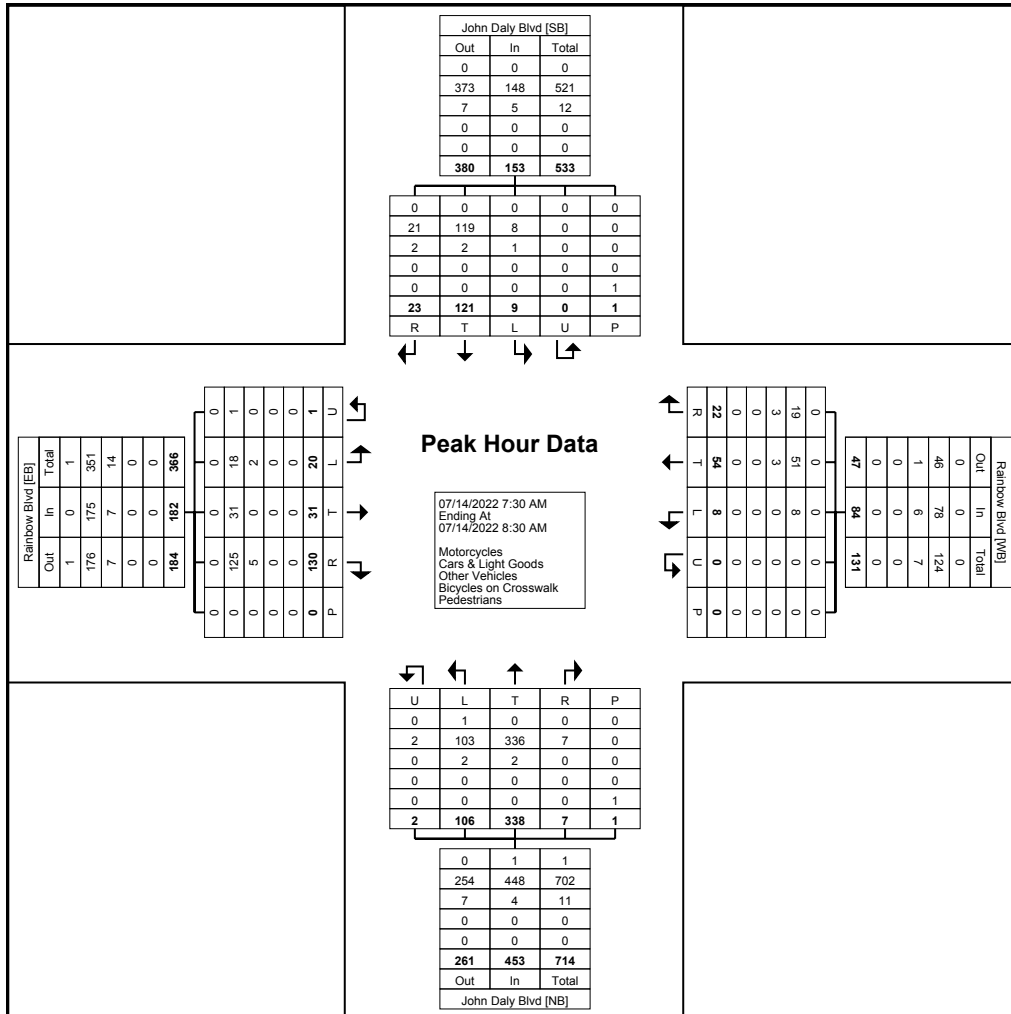 John Daly Blvd [SB]
Out In Total
0 0 0
373 148 521
7 5 12
0 0 0
0 0 0
380 153 533
0 0 0 0 0
21 119 8 0 0
2 2 1 0 0
0 0 0 0 0
0 0 0 0 1
23 121 9 0 1
R T L U P
Rainbow Blvd [EB]
Total 1 351 14 0 0 366
In 0 175 7 0 0 182
Out 1 176 7 0 0 184
0 1 0 0 0 1 U
0 18 2 0 0 20 L
0 31 0 0 0 31 T
0 125 5 0 0 130 R
0 0 0 0 0 0 P
Peak Hour Data
07/14/2022 7:30 AM
Ending At
07/14/2022 8:30 AM
Motorcycles
Cars & Light Goods
Other Vehicles
Bicycles on Crosswalk
Pedestrians
R 22 0 0 3 19 0
T 54 0 0 3 51 0
L 8 0 0 0 8 0
U 0 0 0 0 0 0
P 0 0 0 0 0 0
Rainbow Blvd [WB]
Out In Total
0 0 0
46 78 124
1 6 7
0 0 0
0 0 0
47 84 131
U L T R P
0 1 0 0 0
2 103 336 7 0
0 2 2 0 0
0 0 0 0 0
0 0 0 0 1
2 106 338 7 1
0 1 1
254 448 702
7 4 11
0 0 0
0 0 0
261 453 714
Out In Total
John Daly Blvd [NB]